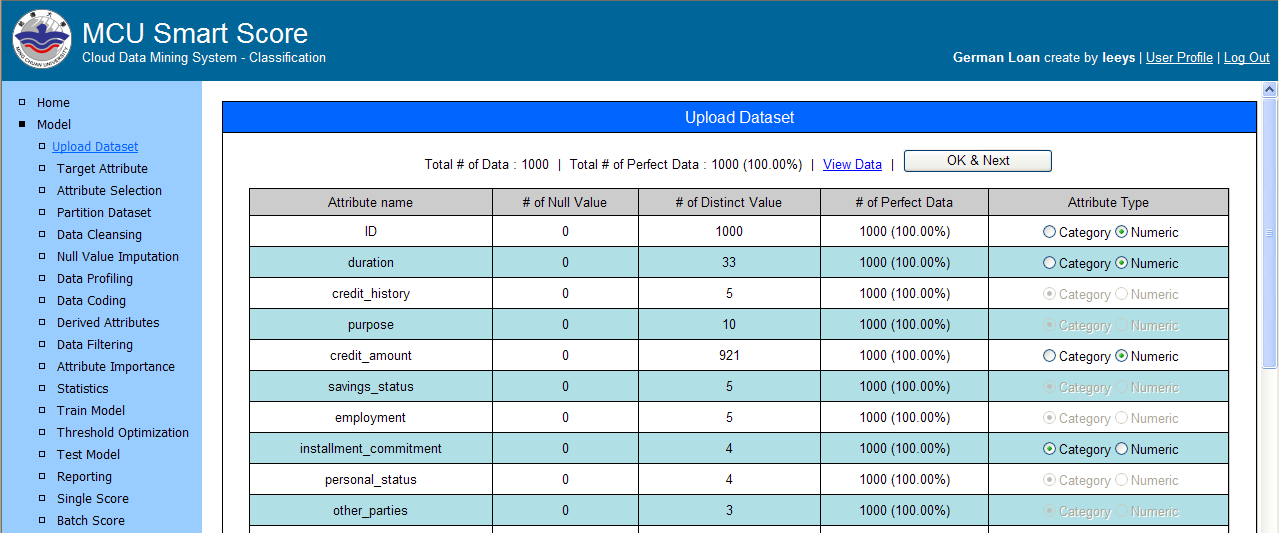 MCU Smart Score
Cloud Data Mining System - Classification
German Loan create by leeys | User Profile | Log Out
MING CHUAN UNIVERSITY
Home
Model
Upload Dataset
Target Attribute
Attribute Selection
Partition Dataset
Data Cleansing
Null Value Imputation
Data Profiling
Data Coding
Derived Attributes
Data Filtering
Attribute Importance
Statistics
Train Model
Threshold Optimization
Test Model
Reporting
Single Score
Batch Score
Upload Dataset
Total # of Data : 1000 | Total # of Perfect Data : 1000 (100.00%) | View Data | OK & Next
Attribute name # of Null Value # of Distinct Value # of Perfect Data Attribute Type
ID 0 1000 1000 (100.00%) Category Numeric
duration 0 33 1000 (100.00%) Category Numeric
credit_history 0 5 1000 (100.00%) Category Numeric
purpose 0 10 1000 (100.00%) Category Numeric
credit_amount 0 921 1000 (100.00%) Category Numeric
savings_status 0 5 1000 (100.00%) Category Numeric
employment 0 5 1000 (100.00%) Category Numeric
installment_commitment 0 4 1000 (100.00%) Category Numeric
personal_status 0 4 1000 (100.00%) Category Numeric
other_parties 0 3 1000 (100.00%) Category Numeric